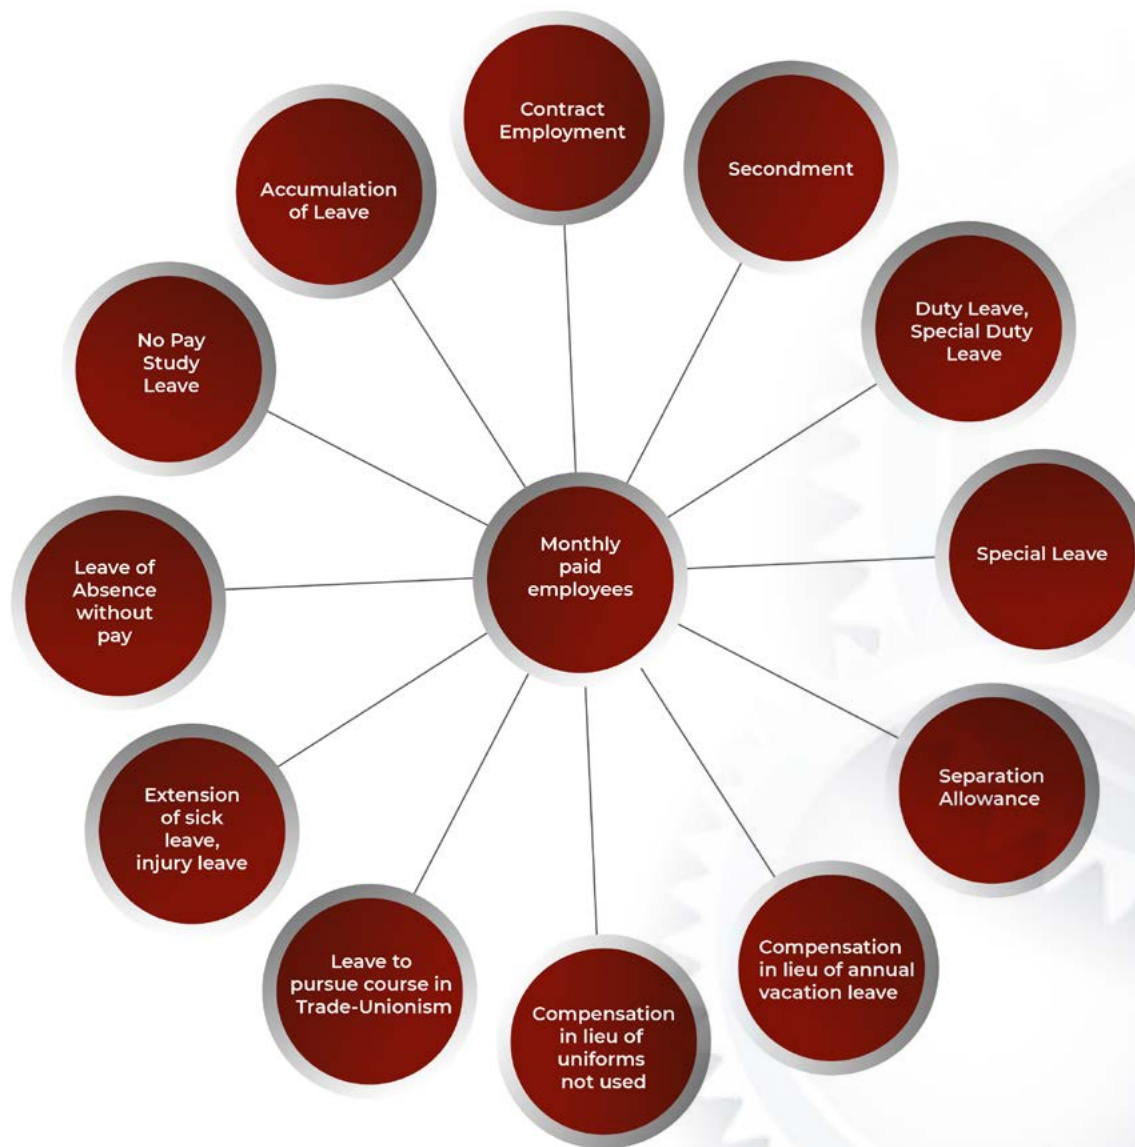 Contract
Employment
Secondment
Duty Leave,
Special Duty
Leave
Special Leave
Separation
Allowance
Compensation
in lieu of annual
vacation leave
Compensation
in lieu of
uniforms
not used
Leave to
pursue course in
Trade-Unionism
Extension
of sick
leave,
injury leave
Leave of
Absence
without
pay
No Pay
Study
Leave
Accumulation
of Leave
Monthly
paid
employees